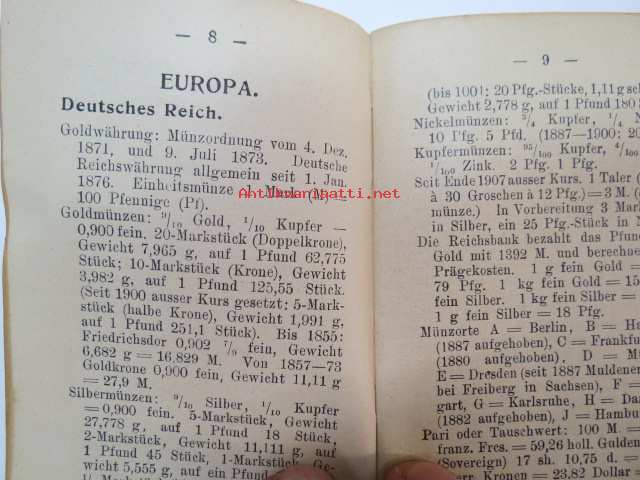 — 8 —
EUROPA.
Deutsches Reich.
Goldwährung: Münzordnung vom 4. Dez.
1871, und 9. Juli 1873. Deutsche
Reichswährung allgemein seit 1. Jan.
1876. Einheitsmünze 1 Mark (M) =
100 Pfennige (Pf).
Goldmünzen: 9/10 Gold, 1/10 Kupfer —
0,900 fein. 20-Markstück (Doppelkrone),
Gewicht 7,965 g, auf 1 Pfund 62,775
Stück; 10-Markstück (Krone), Gewicht
3,982 g, auf 1 Pfund 125,55 Stück.
(Seit 1900 ausser Kurs gesetzt; 5-Mark-
stück (halbe Krone), Gewicht 1,991 g,
auf 1 Pfund 251,1 Stück). Bis 1855:
Friedrichsdor 0,902 7/9 fein, Gewicht
6,682 g = 16,829 M. Von 1857—73
Goldkrone 0,900 fein, Gewicht 11,11 g
= 27,9 M.
Silbermünzen: 9/10 Silber, 1/10 Kupfer
= 0,900 fein. 5-Markstück, Gewicht
27,778 g, auf 1 Pfund 18 Stück,
2-Markstück, Gewicht 11,111 g, auf
1 Pfund 45 Stück, 1-Markstück, Ge-
wicht 5,555 g, auf ein Pfund
Antikvariaatti.net
— 9 —
(bis 100); 20 Pfg.-Stücke, 1,11 g
Gewicht 2,778 g, auf 1 Pfund 180
Nickelmünzen: 3/4 Kupfer, 1/4
10 Pfg. 5 Pfd. (1887—1900: 20
Kupfermünzen: 95/100 Kupfer, 4/100
1/100 Zink. 2 Pfg. 1 Pfg.
Seit Ende 1907 ausser Kurs. 1 Taler (
à 30 Groschen à 12 Pfg.) = 3 M. (
münze.) In Vorbereitung 3 Mark
in Silber, ein 25 Pfg.-Stück in
Die Reichsbank bezahlt das Pfund
Gold mit 1392 M. und berechnet
Prägekosten. 1 g fein Gold =
79 Pfg. 1 kg fein Gold =
fein Silber. 1 kg fein Silber =
1 g fein Silber = 18 Pfg.
Münzorte A = Berlin, B =
(1887 aufgehoben), C = Frankfu
(1880 aufgehoben). D =
E = Dresden (seit 1887 Muldener
bei Freiberg in Sachsen), F =
gart, G = Karlsruhe, H = Da
(1882 aufgehoben), J = Hambu
Pari oder Tauschwert: 100 M =
franz. Frcs. = 59,26 holl. Gulden
(Sovereign) 17 sh. 10,75 d. =
Kronen = 23,82 Dollar =